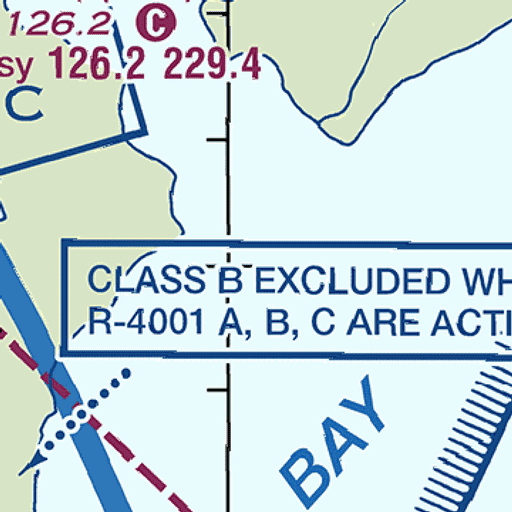 126.2 C
sy 126.2 229.4
C
CLASS B EXCLUDED WH
R-4001 A, B, C ARE ACTI
BAY